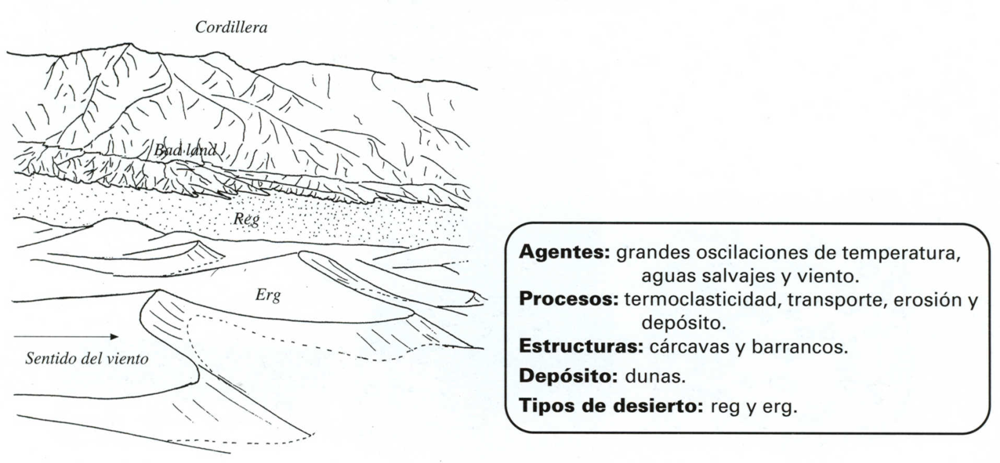 Cordillera
Bad land
Reg
Erg
Sentido del viento
Agentes: grandes oscilaciones de temperatura,
aguas salvajes y viento.
Procesos: termoclasticidad, transporte, erosión y
depósito.
Estructuras: cárcavas y barrancos.
Depósito: dunas.
Tipos de desierto: reg y erg.